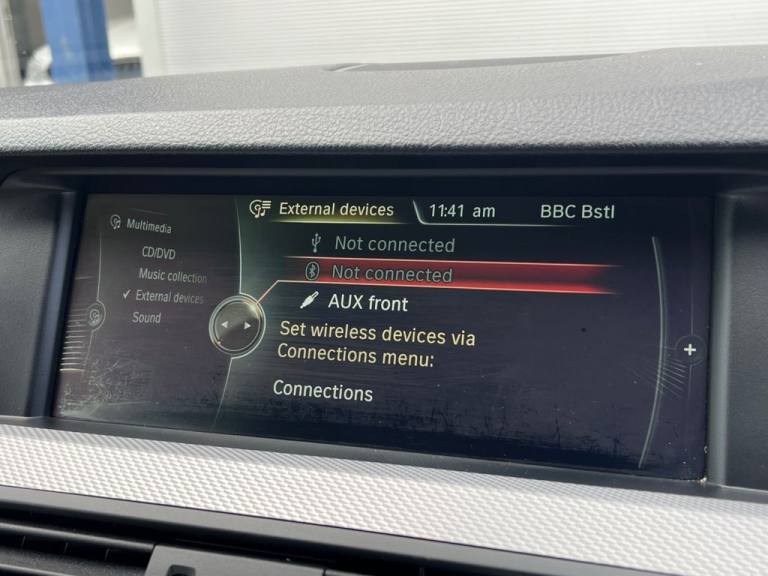 External devices 11:41 am BBC Bstl
Multimedia
CD/DVD
Music collection
External devices
Sound
Not connected
Not connected
AUX front
Set wireless devices via
Connections menu:
Connections